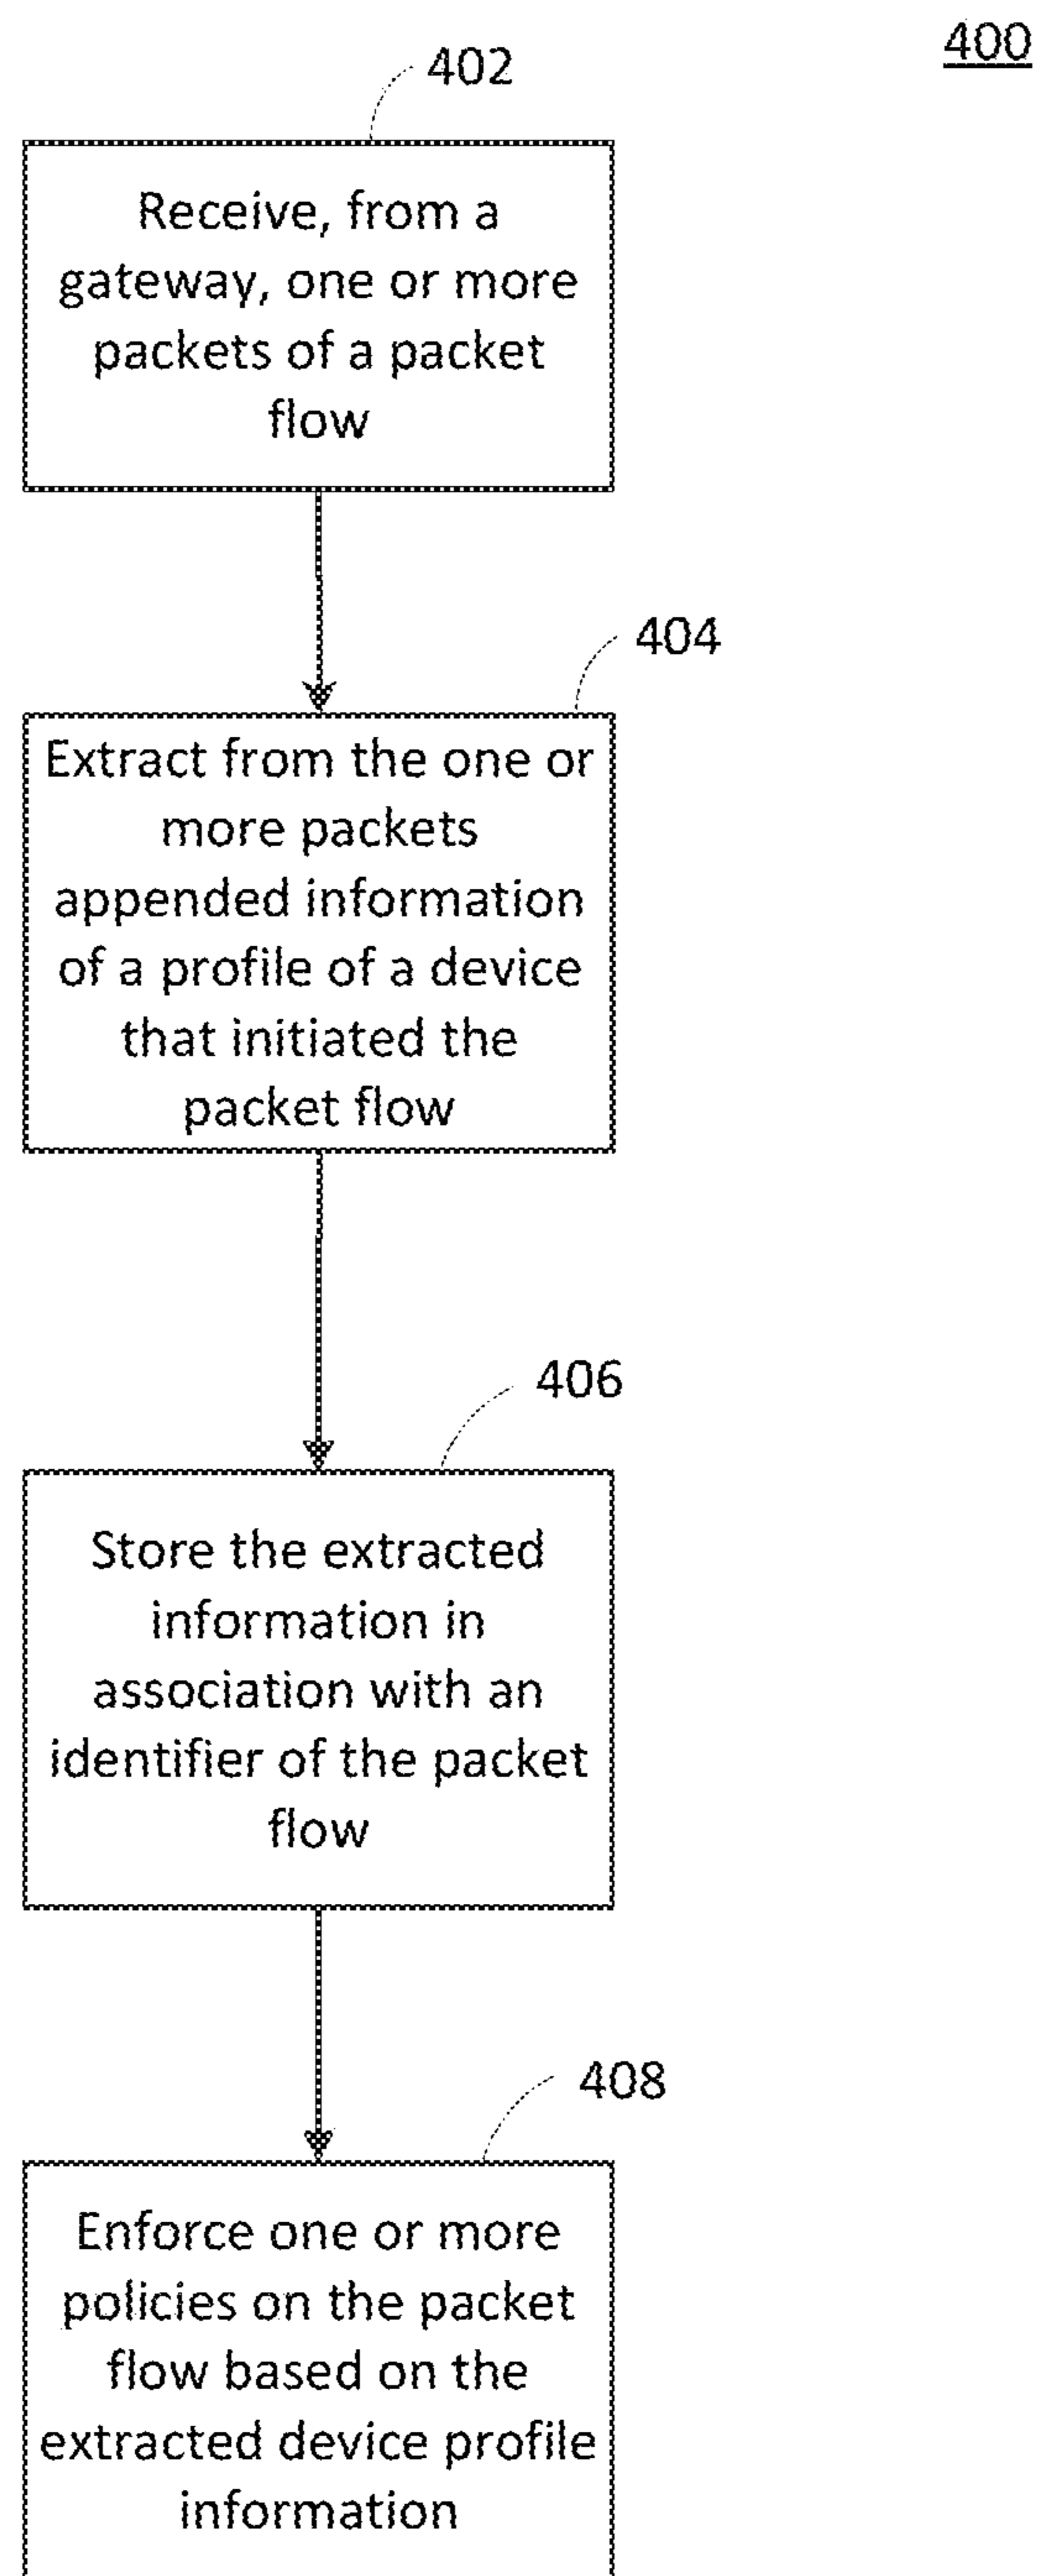 400
402
Receive, from a
gateway, one or more
packets of a packet
flow
404
Extract from the one or
more packets
appended information
of a profile of a device
that initiated the
packet flow
406
Store the extracted
information in
association with an
identifier of the packet
flow
408
Enforce one or more
policies on the packet
flow based on the
extracted device profile
information